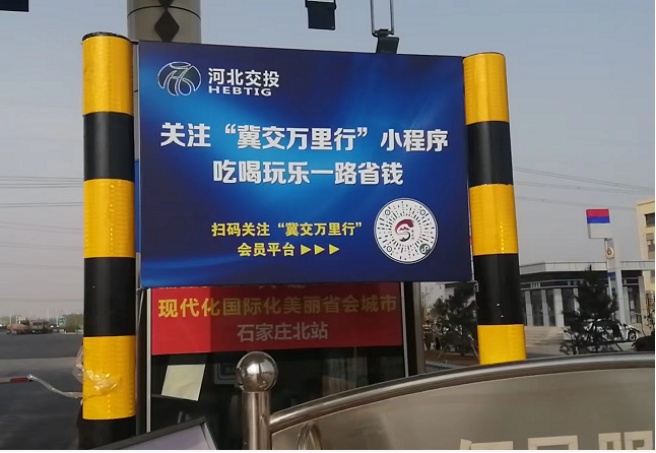 河北交投
HEBTIG
关注“冀交万里行”小程序
吃喝玩乐一路省钱
扫码关注“冀交万里行”
会员平台
现代化国际化美丽省会城市
石家庄北站